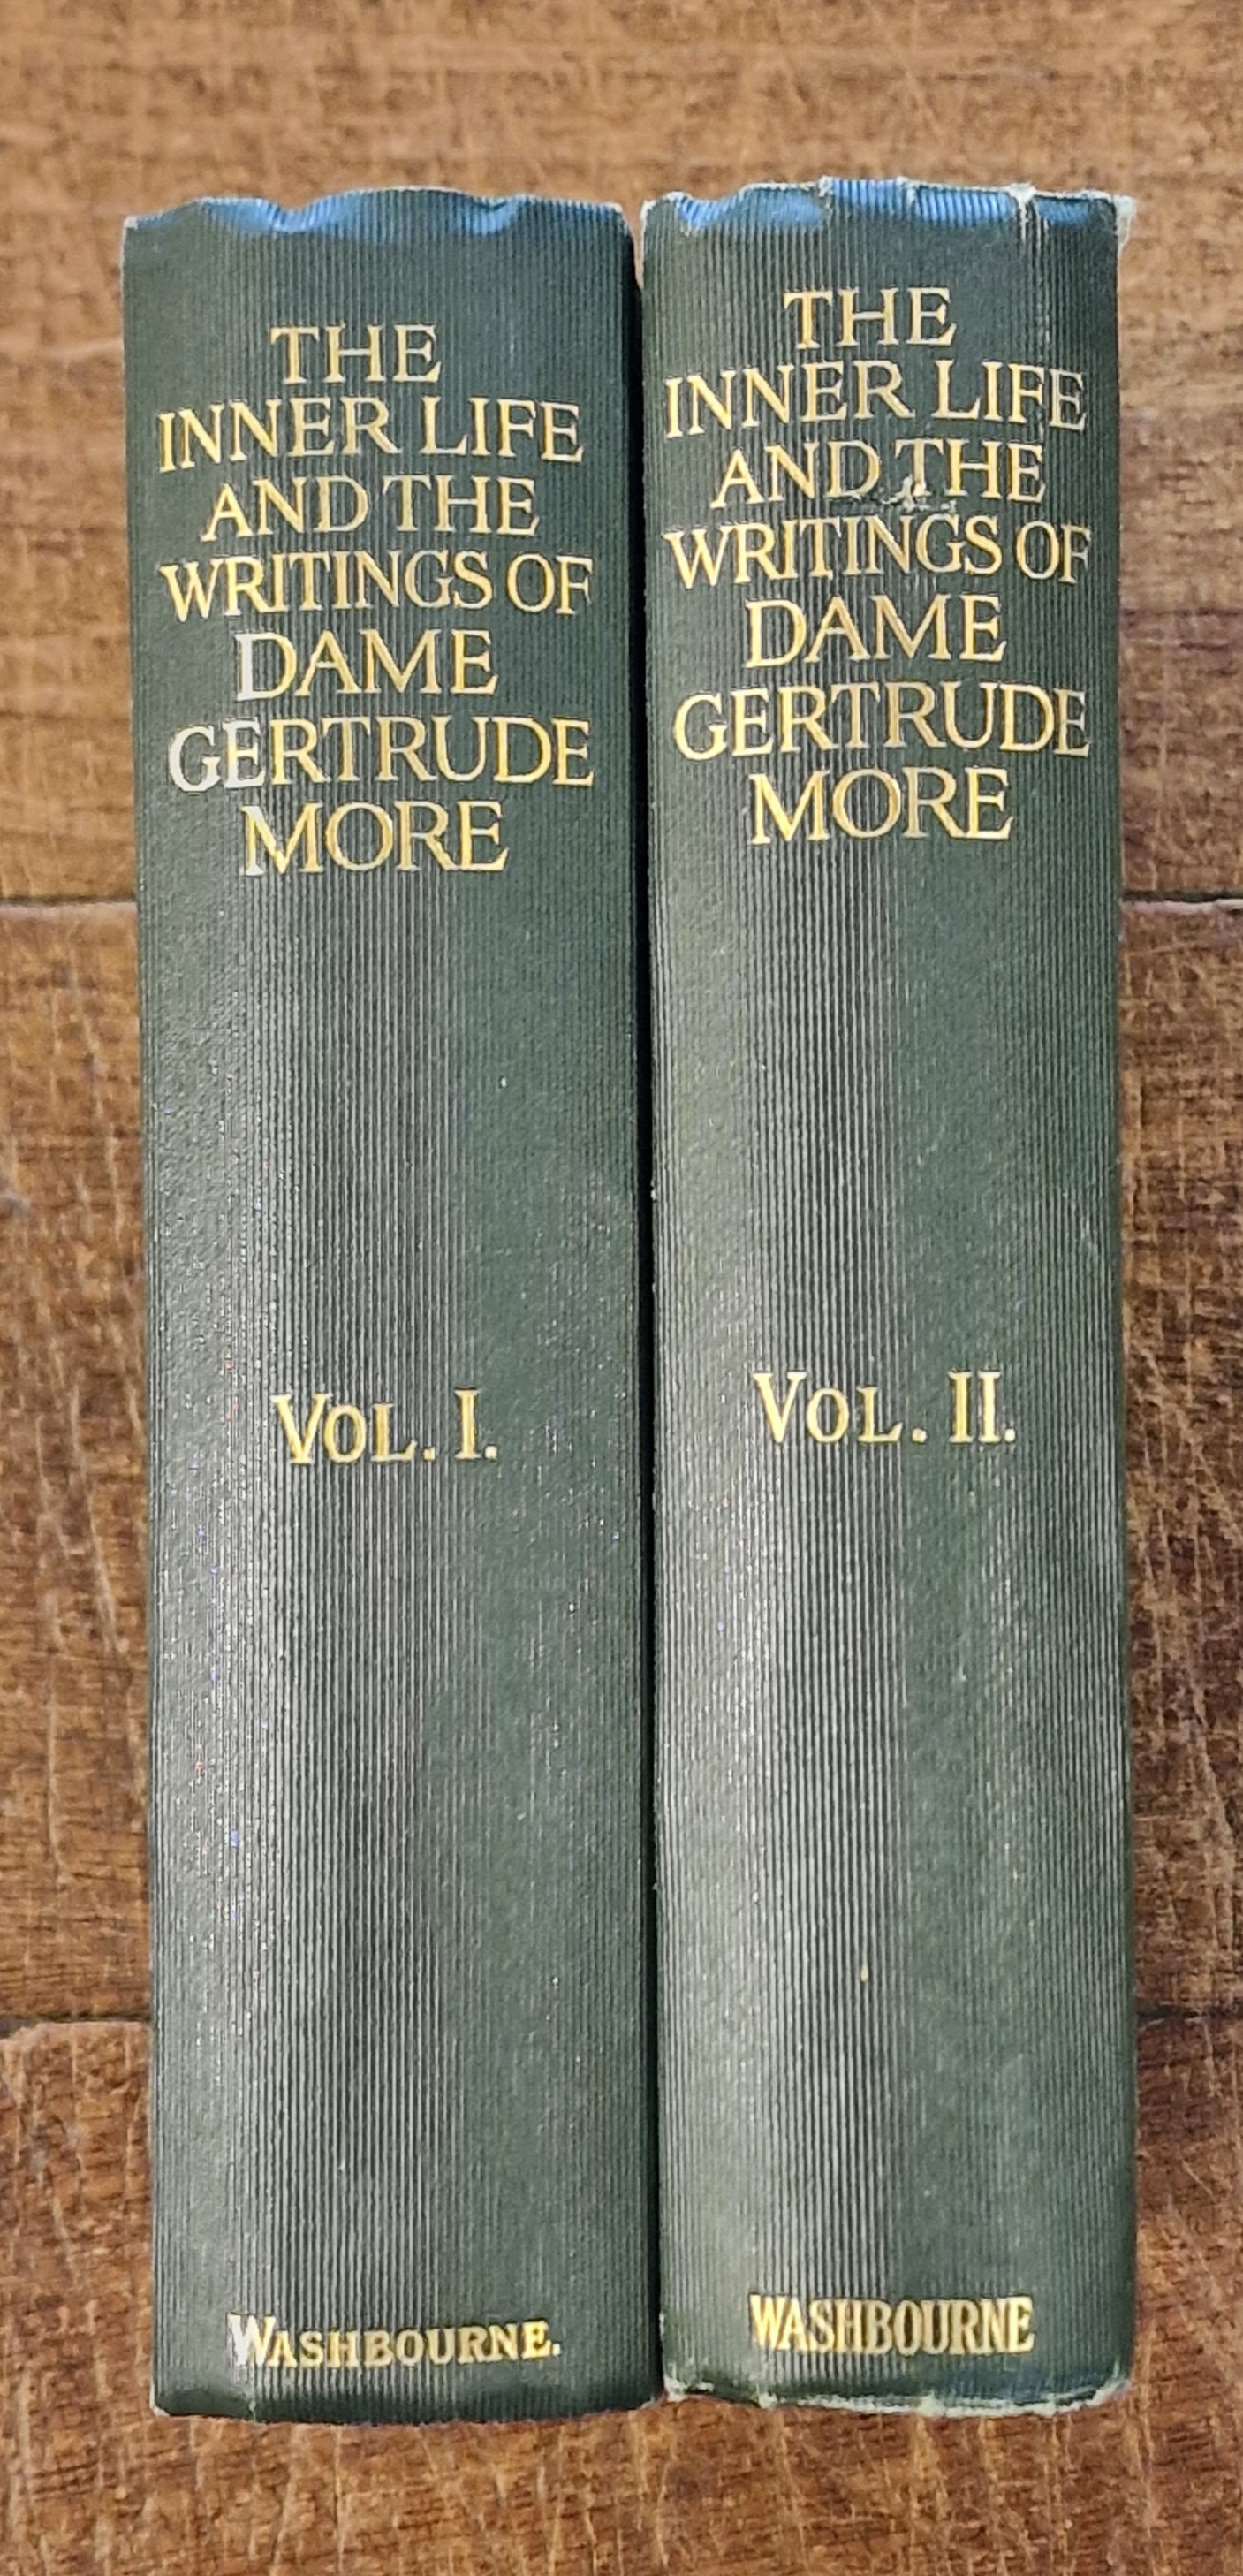 THE
INNER LIFE
AND THE
WRITINGS OF
DAME
GERTRUDE
MORE
VOL. I.
WASHBOURNE.
THE
INNER LIFE
AND THE
WRITINGS OF
DAME
GERTRUDE
MORE
VOL. II.
WASHBOURNE